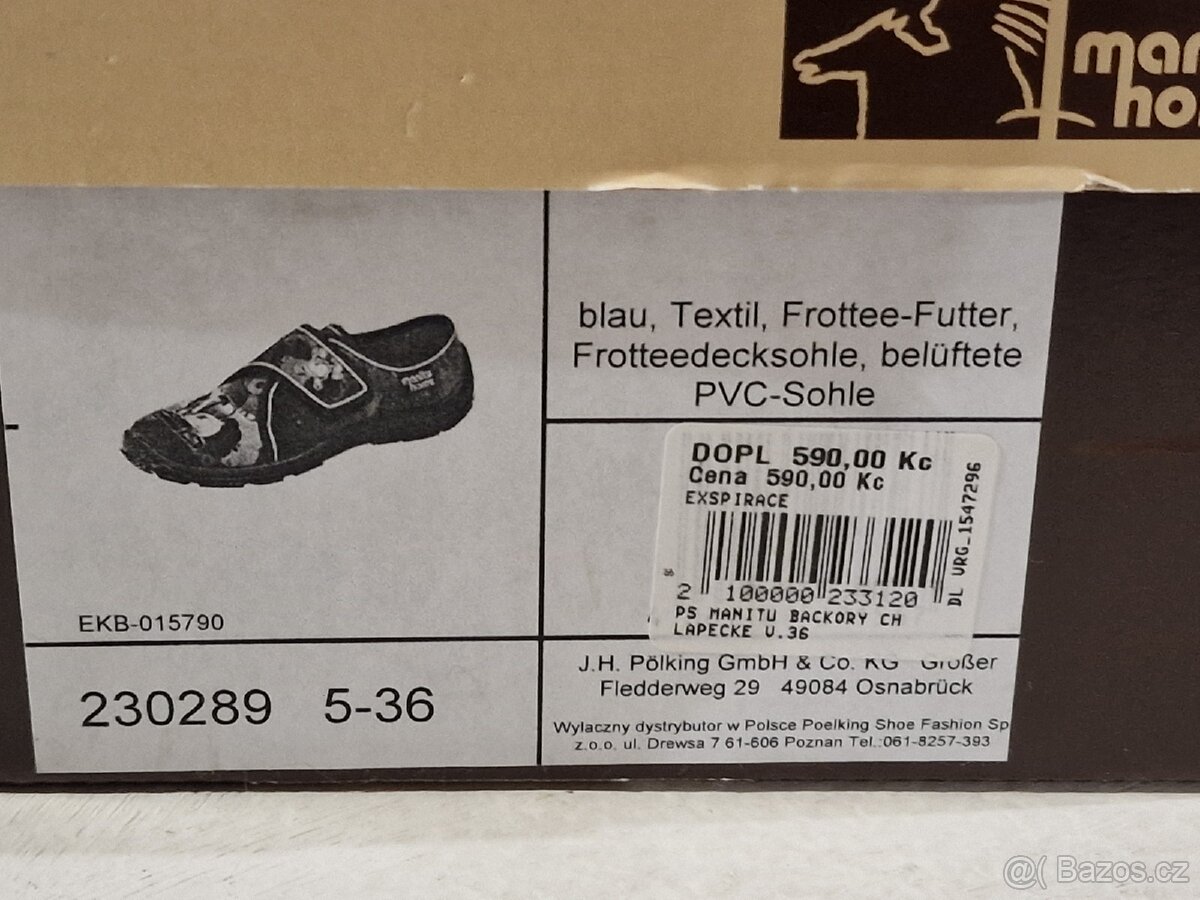 blau, Textil, Frottee-Futter,
Frotteedecksohle, belüftete
PVC-Sohle
DOPL 590,00 Kc
Cena 590,00 Kc
EXSPIRACE
2 100000 233120
DL VRG_1547296
PS MANITU BACKORY CH
LAPECKE V.36
EKB-015790
230289 5-36
J.H. Pölking GmbH & Co. KG Großer
Fledderweg 29 49084 Osnabrück
Wylaczny dystrybutor w Polsce Poelking Shoe Fashion Sp
z.o.o. ul. Drewsa 7 61-606 Poznan Tel.:061-8257-393
@( Bazos.cz